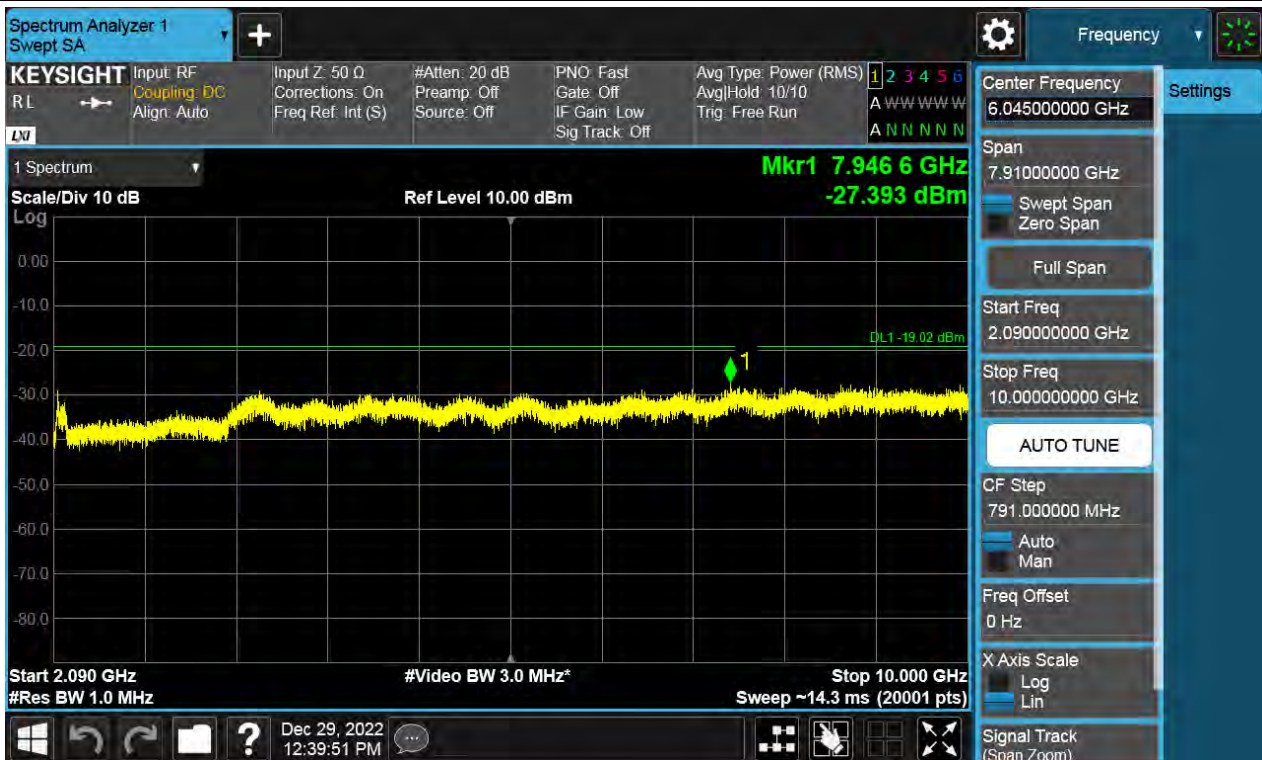 Spectrum Analyzer 1
Swept SA
+
Frequency
KEYSIGHT
RL
LXI
Input: RF
Coupling: DC
Align: Auto
Input Z: 50 Ω
Corrections: On
Freq Ref: Int (S)
#Atten: 20 dB
Preamp: Off
Source: Off
PNO: Fast
Gate: Off
IF Gain: Low
Sig Track: Off
Avg Type: Power (RMS)
Avg|Hold: 10/10
Trig: Free Run
1 2 3 4 5 6
A W W W W W
A N N N N N
1 Spectrum
Scale/Div 10 dB
Ref Level 10.00 dBm
Mkr1 7.946 6 GHz
-27.393 dBm
Log
0.00
-10.0
-20.0
-30.0
-40.0
-50.0
-60.0
-70.0
-80.0
DL1 -19.02 dBm
1
Start 2.090 GHz
#Video BW 3.0 MHz*
Stop 10.000 GHz
#Res BW 1.0 MHz
Sweep ~14.3 ms (20001 pts)
?
Dec 29, 2022
12:39:51 PM
Center Frequency
6.045000000 GHz
Settings
Span
7.91000000 GHz
Swept Span
Zero Span
Full Span
Start Freq
2.090000000 GHz
Stop Freq
10.000000000 GHz
AUTO TUNE
CF Step
791.000000 MHz
Auto
Man
Freq Offset
0 Hz
X Axis Scale
Log
Lin
Signal Track
(Span Zoom)